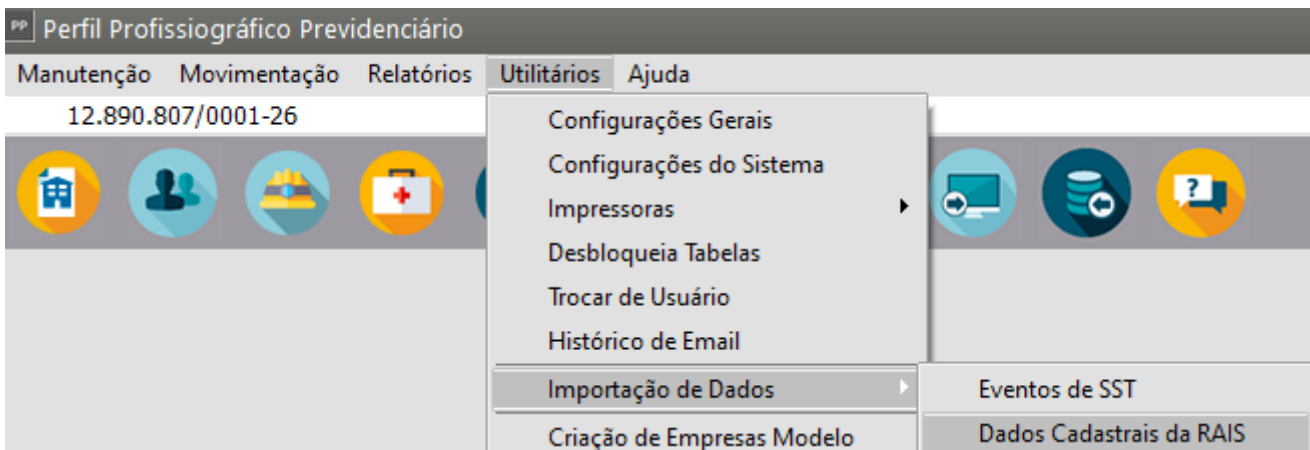 PP Perfil Profissiográfico Previdenciário
Manutenção Movimentação Relatórios Utilitários Ajuda
12.890.807/0001-26
Configurações Gerais
Configurações do Sistema
Impressoras
Desbloqueia Tabelas
Trocar de Usuário
Histórico de Email
Importação de Dados
Criação de Empresas Modelo
Eventos de SST
Dados Cadastrais da RAIS
?